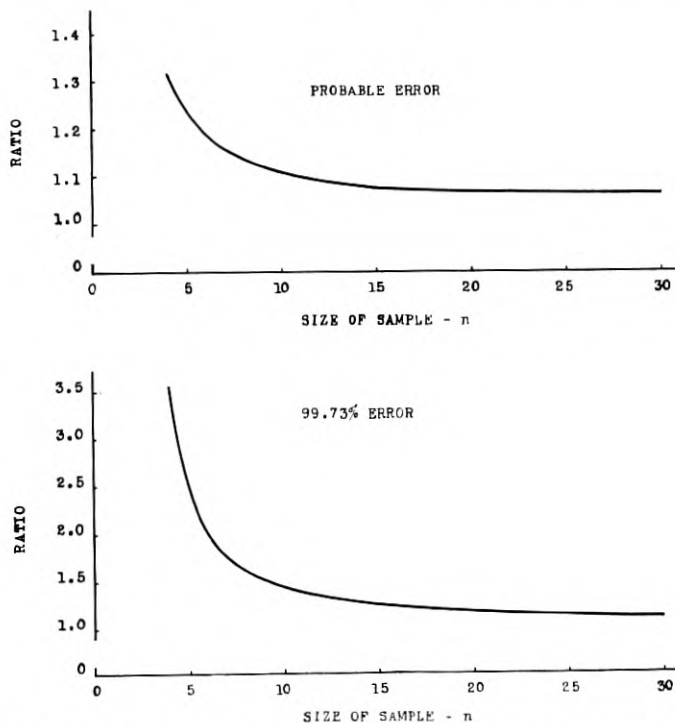 1.4
1.3
PROBABLE ERROR
1.2
RATIO
1.1
1.0
0
0 5 10 15 20 25 30
SIZE OF SAMPLE - n
3.5
99.73% ERROR
3.0
2.5
RATIO
2.0
1.5
1.0
0
0 5 10 15 20 25 30
SIZE OF SAMPLE - n